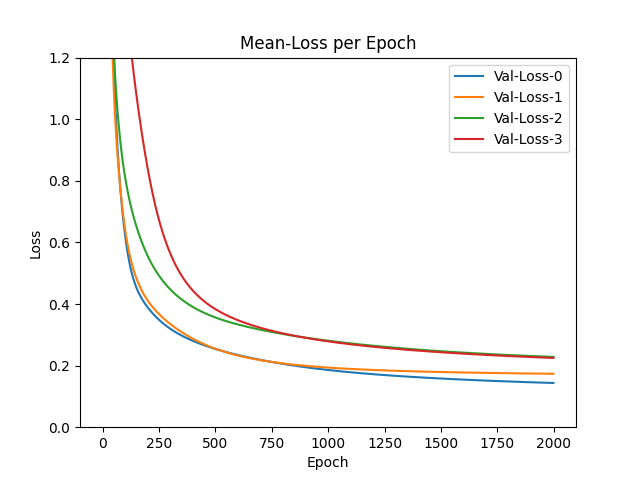 Mean-Loss per Epoch
1.2
1.0
0.8
0.6
0.4
0.2
0.0
Loss
Val-Loss-0
Val-Loss-1
Val-Loss-2
Val-Loss-3
0 250 500 750 1000 1250 1500 1750 2000
Epoch